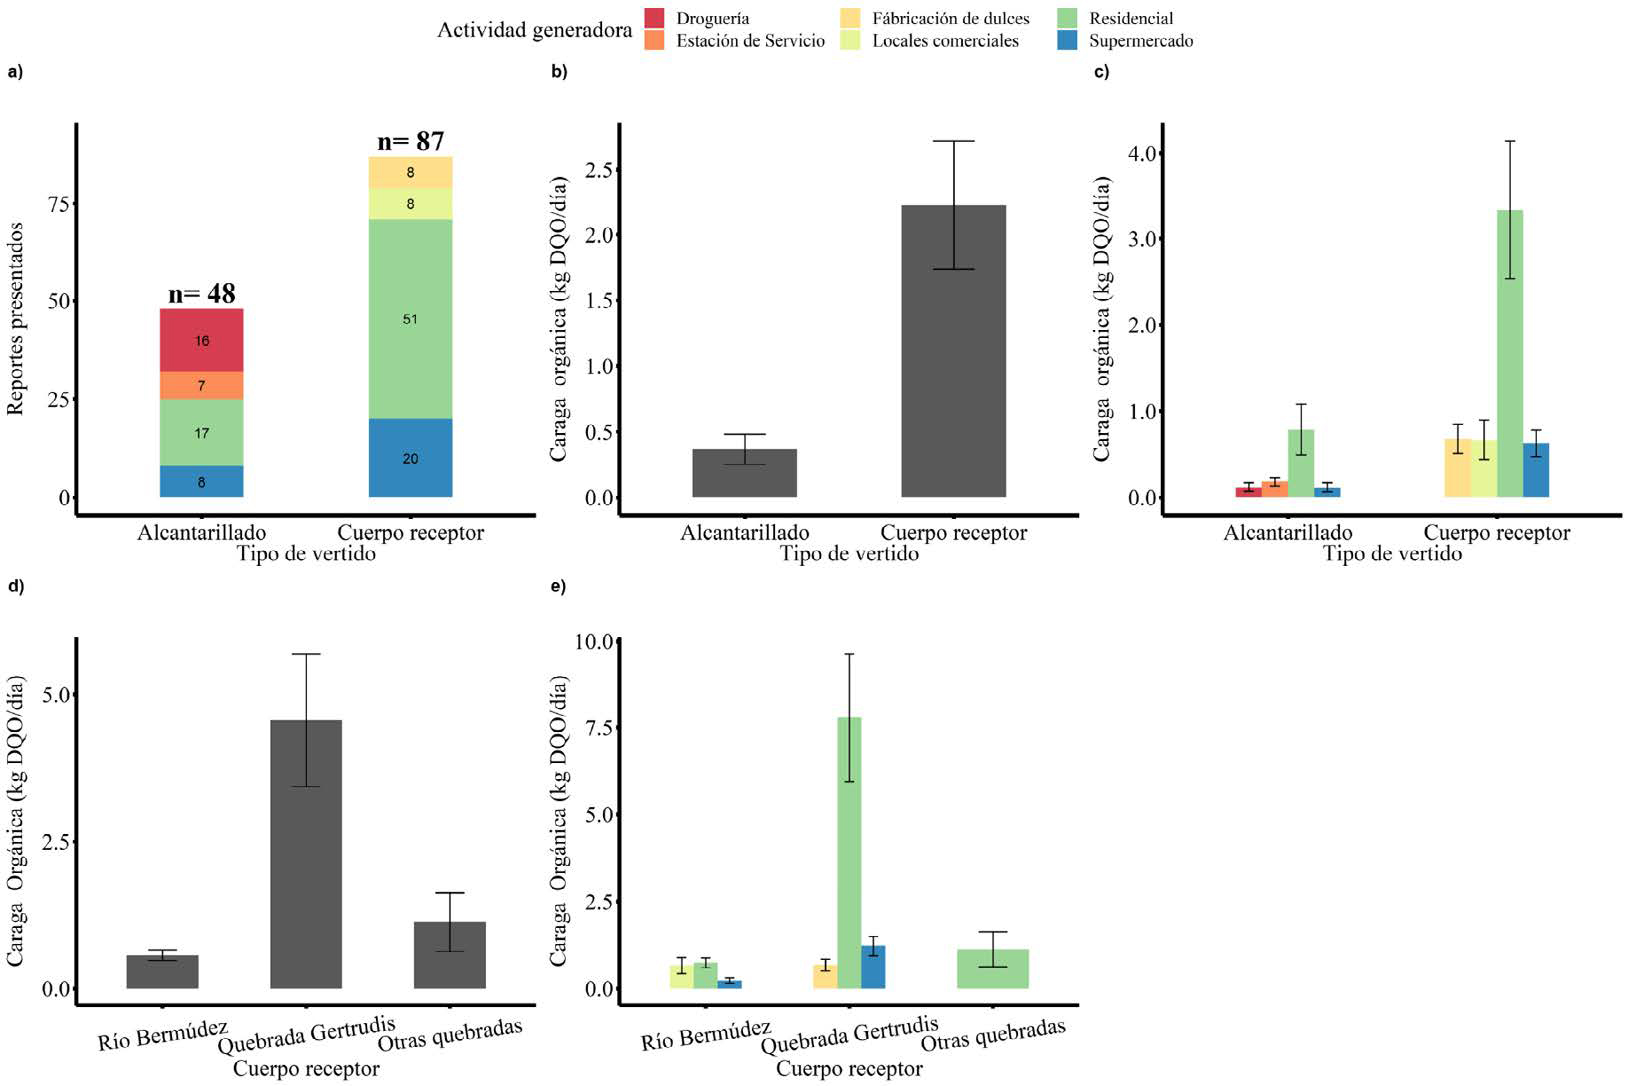 Actividad generadora
Droguería
Fábricación de dulces
Residencial
Estación de Servicio
Locales comerciales
Supermercado
a)
Reportes presentados
75
50
25
0
n= 48
16
7
17
8
n= 87
8
8
51
20
Alcantarillado
Cuerpo receptor
Tipo de vertido
b)
Caraga orgánica (kg DQO/día)
2.5
2.0
1.5
1.0
0.5
0.0
Alcantarillado
Cuerpo receptor
Tipo de vertido
c)
Caraga orgánica (kg DQO/día)
4.0
3.0
2.0
1.0
0.0
Alcantarillado
Cuerpo receptor
Tipo de vertido
d)
Caraga Orgánica (kg DQO/día)
5.0
2.5
0.0
Río Bermúdez
Quebrada Gertrudis
Otras quebradas
Cuerpo receptor
e)
Caraga Orgánica (kg DQO/día)
10.0
7.5
5.0
2.5
0.0
Río Bermúdez
Quebrada Gertrudis
Otras quebradas
Cuerpo receptor